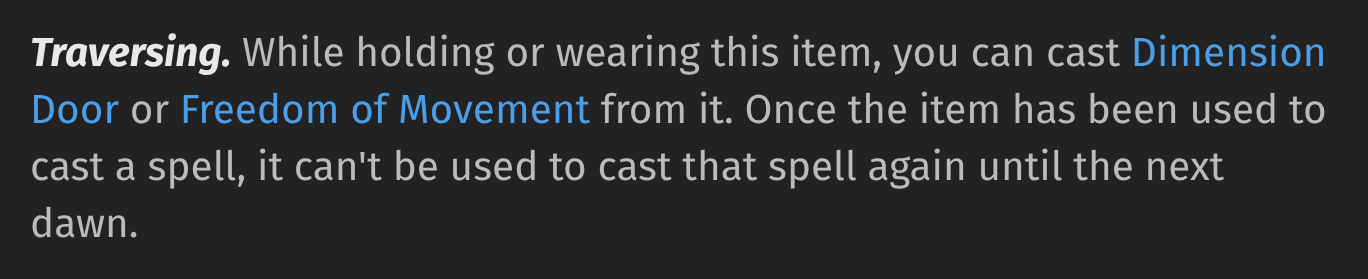 Traversing. While holding or wearing this item, you can cast Dimension
Door or Freedom of Movement from it. Once the item has been used to
cast a spell, it can't be used to cast that spell again until the next
dawn.